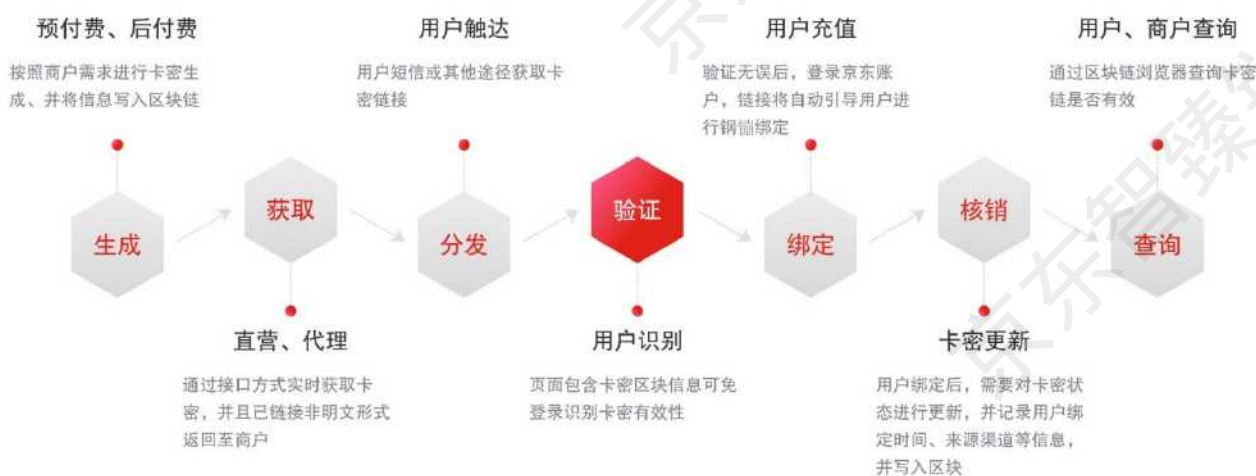 预付费、后付费
按照商户需求进行卡密生
成、并将信息写入区块链
用户触达
用户短信或其他途径获取卡
密链接
用户充值
验证无误后，登录京东账
户，链接将自动引导用户进
行钢镚绑定
用户、商户查询
通过区块链浏览器查询卡密
链是否有效
生成
获取
分发
验证
绑定
核销
查询
直营、代理
通过接口方式实时获取卡
密，并且已链接非明文形式
返回至商户
用户识别
页面包含卡密区块信息可免
登录识别卡密有效性
卡密更新
用户绑定后，需要对卡密状
态进行更新，并记录用户绑
定时间、来源渠道等信息，
并写入区块
京东智臻